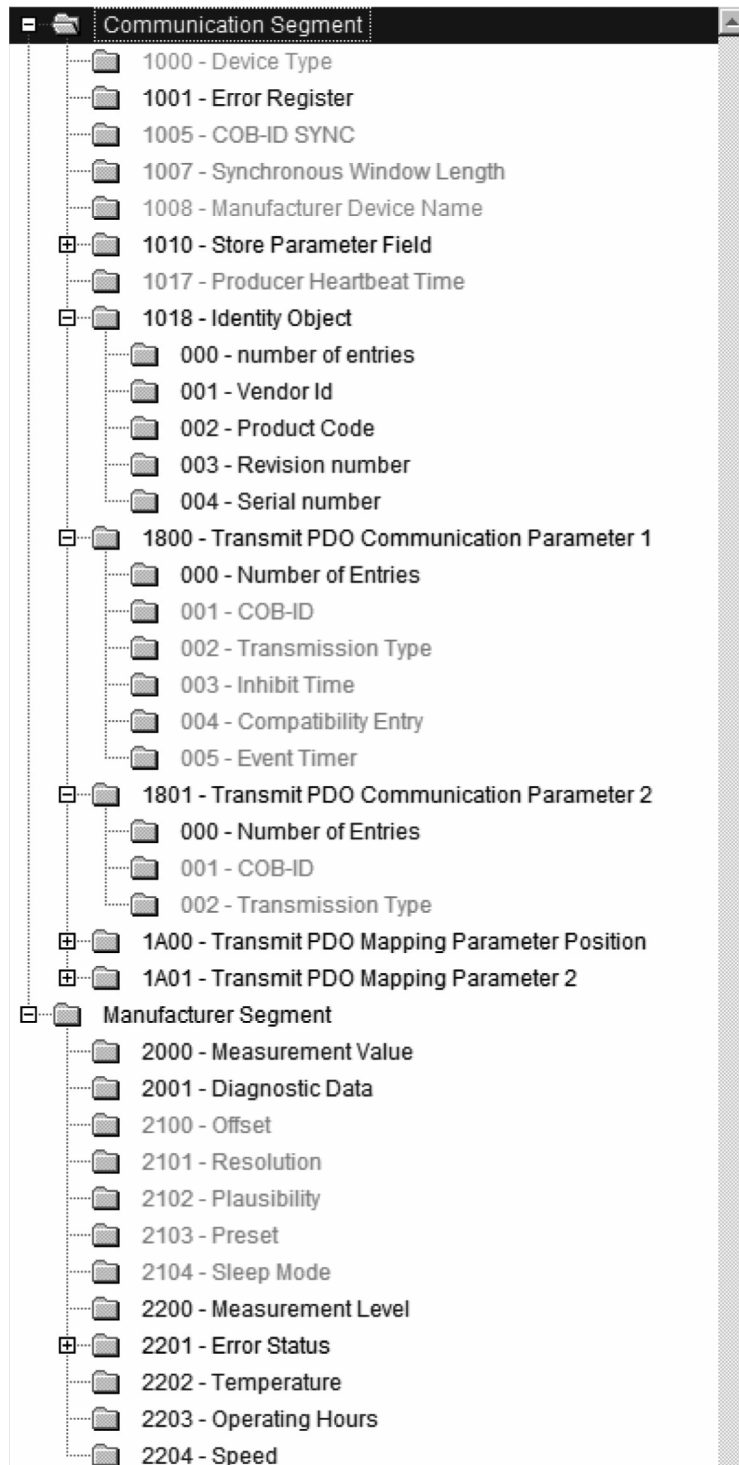 Communication Segment
1000 - Device Type
1001 - Error Register
1005 - COB-ID SYNC
1007 - Synchronous Window Length
1008 - Manufacturer Device Name
1010 - Store Parameter Field
1017 - Producer Heartbeat Time
1018 - Identity Object
000 - number of entries
001 - Vendor Id
002 - Product Code
003 - Revision number
004 - Serial number
1800 - Transmit PDO Communication Parameter 1
000 - Number of Entries
001 - COB-ID
002 - Transmission Type
003 - Inhibit Time
004 - Compatibility Entry
005 - Event Timer
1801 - Transmit PDO Communication Parameter 2
000 - Number of Entries
001 - COB-ID
002 - Transmission Type
1A00 - Transmit PDO Mapping Parameter Position
1A01 - Transmit PDO Mapping Parameter 2
Manufacturer Segment
2000 - Measurement Value
2001 - Diagnostic Data
2100 - Offset
2101 - Resolution
2102 - Plausibility
2103 - Preset
2104 - Sleep Mode
2200 - Measurement Level
2201 - Error Status
2202 - Temperature
2203 - Operating Hours
2204 - Speed